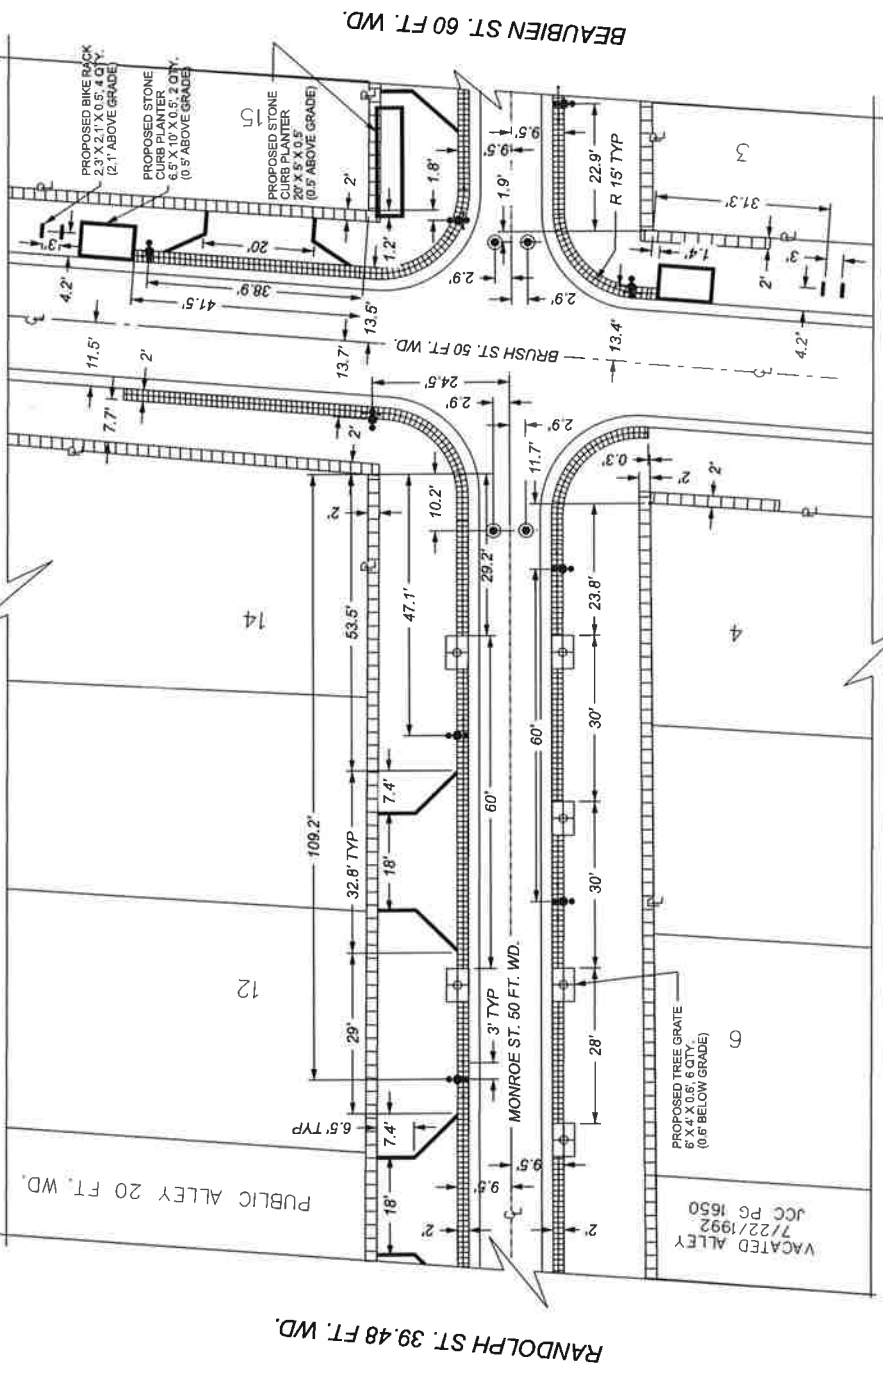 BEAUBIEN ST. 60 FT. WD.
PROPOSED BIKE RACK
2.3' X 2.1' X 0.5', 4 QTY.
(2.1' ABOVE GRADE)
PROPOSED STONE
CURB PLANTER
6.5' X 10' X 0.5', 2 QTY.
(0.5' ABOVE GRADE)
15
PROPOSED STONE
CURB PLANTER
20' X 5' X 0.5'
(0.5' ABOVE GRADE)
2'
1.8'
1.9'
9.5'
9.5'
22.9'
R 15' TYP
3
31.3'
3'
4.2'
20'
1.2'
38.9'
41.5'
13.5'
2.9'
2.9'
1.4'
2'
3'
4.2'
11.5'
2'
7.7'
13.7'
BRUSH ST. 50 FT. WD.
13.4'
24.5'
2.9'
2.9'
2'
2'
10.2'
11.7'
0.3'
2'
2'
29.2'
14
109.2'
53.5'
47.1'
23.8'
4
60'
60'
30'
30'
28'
32.8' TYP
7.4'
18'
12
29'
3' TYP
MONROE ST. 50 FT. WD.
6
PROPOSED TREE GRATE
6' X 4' X 0.6', 6 QTY.
(0.6' BELOW GRADE)
6.5' TYP
7.4'
18'
9.5'
9.5'
2'
2'
PUBLIC ALLEY 20 FT. WD.
VACATED ALLEY
7/22/1992
JCC PG 1650
RANDOLPH ST. 39.48 FT. WD.